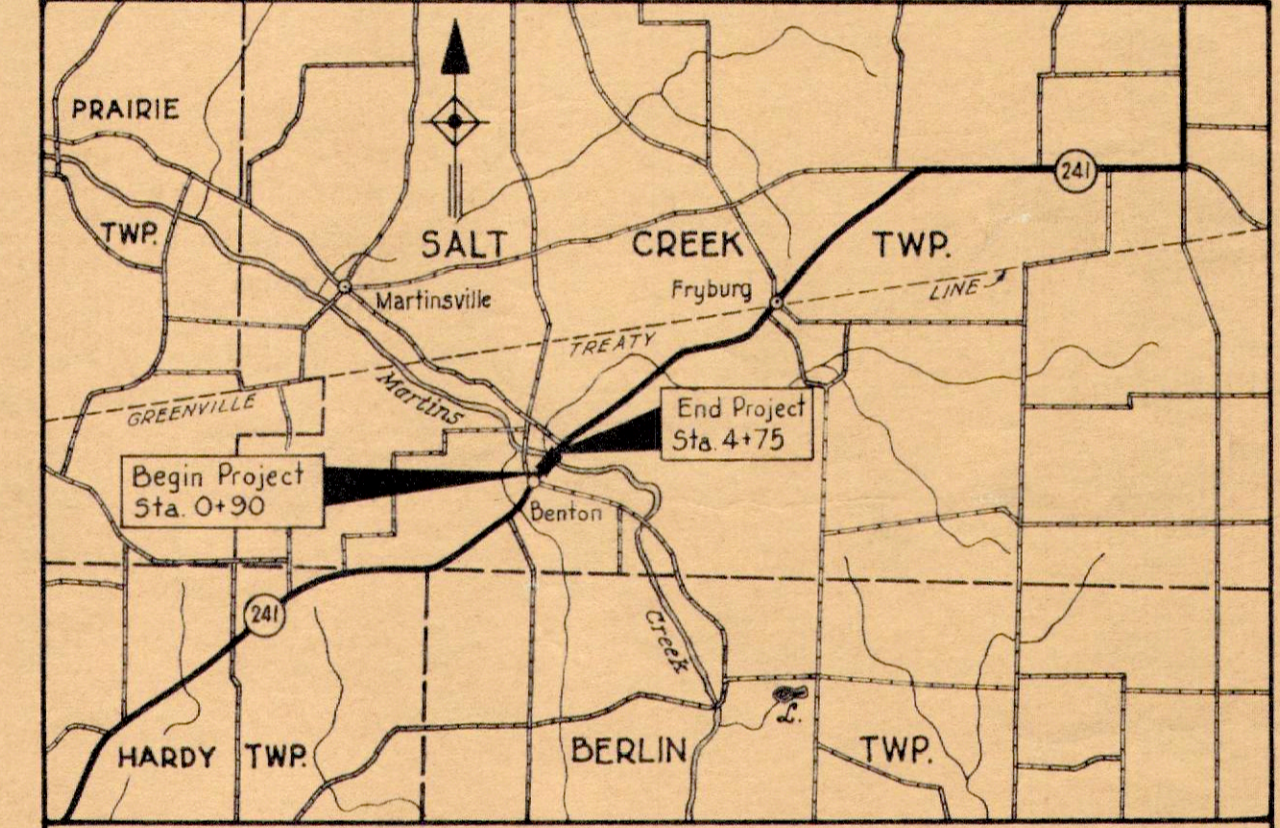 PRAIRIE
TWP.
SALT CREEK TWP.
241
Martinsville
Fryburg
LINE
TREATY
GREENVILLE
Martins
End Project
Sta. 4+75
Begin Project
Sta. 0+90
Benton
241
Creek
L.
HARDY TWP.
BERLIN TWP.